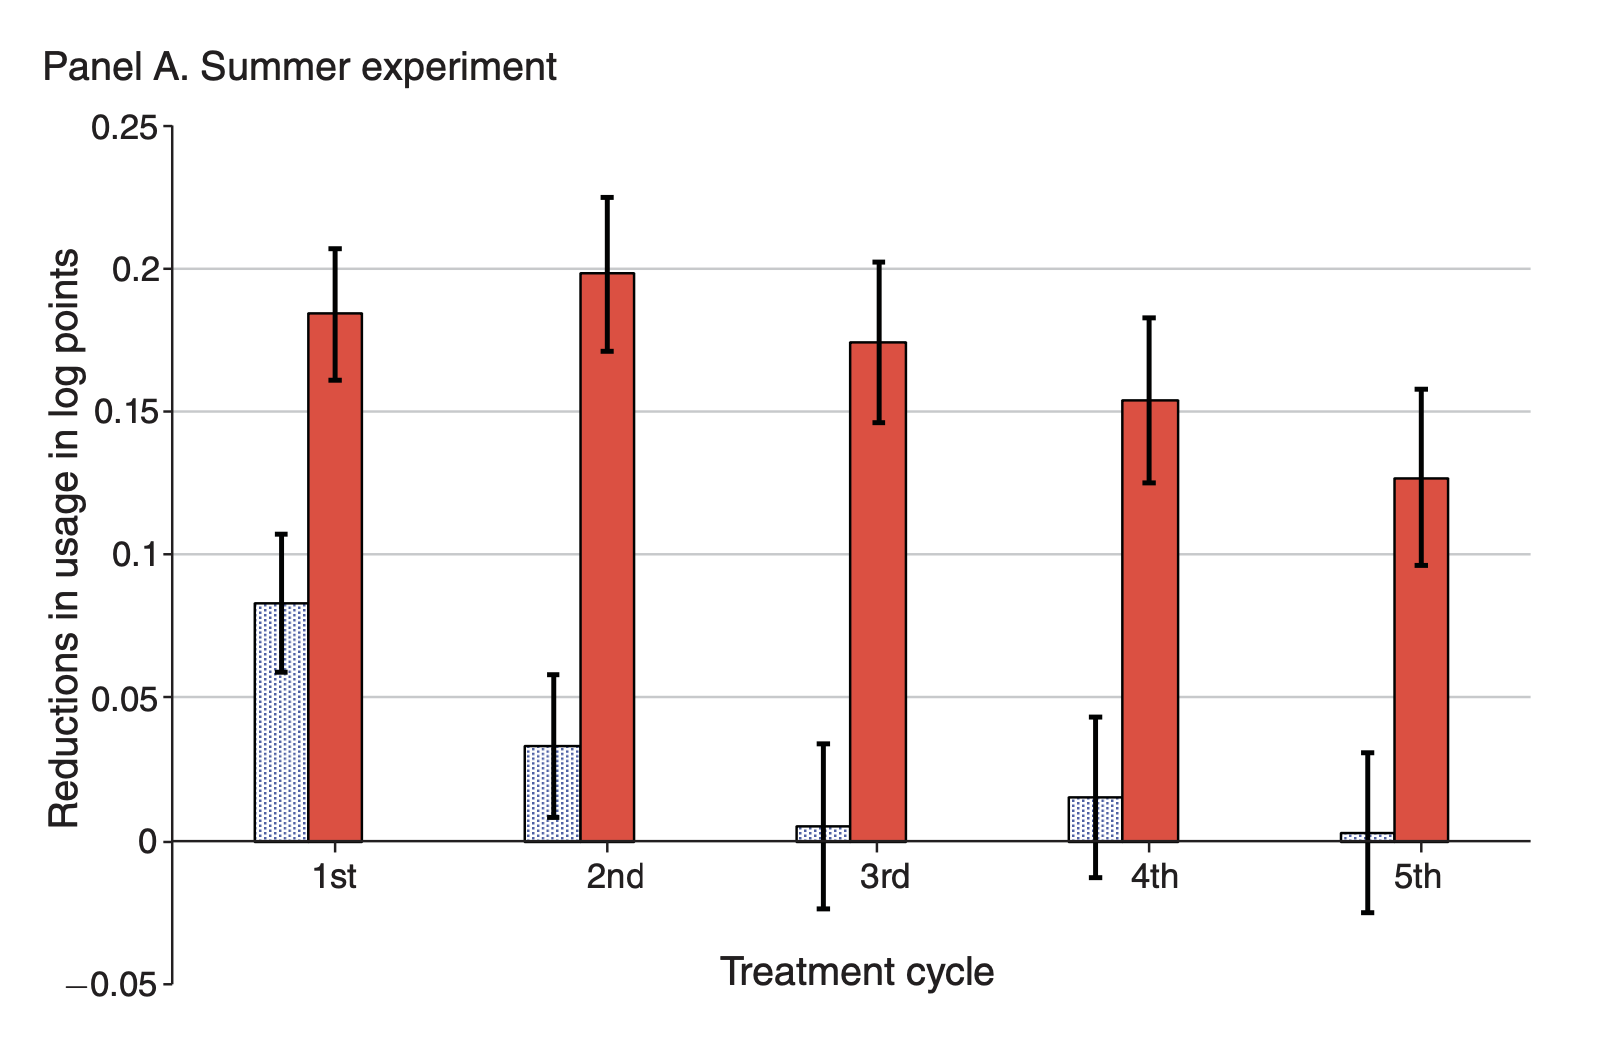 Panel A. Summer experiment
Reductions in usage in log points
0.25
0.2
0.15
0.1
0.05
0
−0.05
1st
2nd
3rd
4th
5th
Treatment cycle